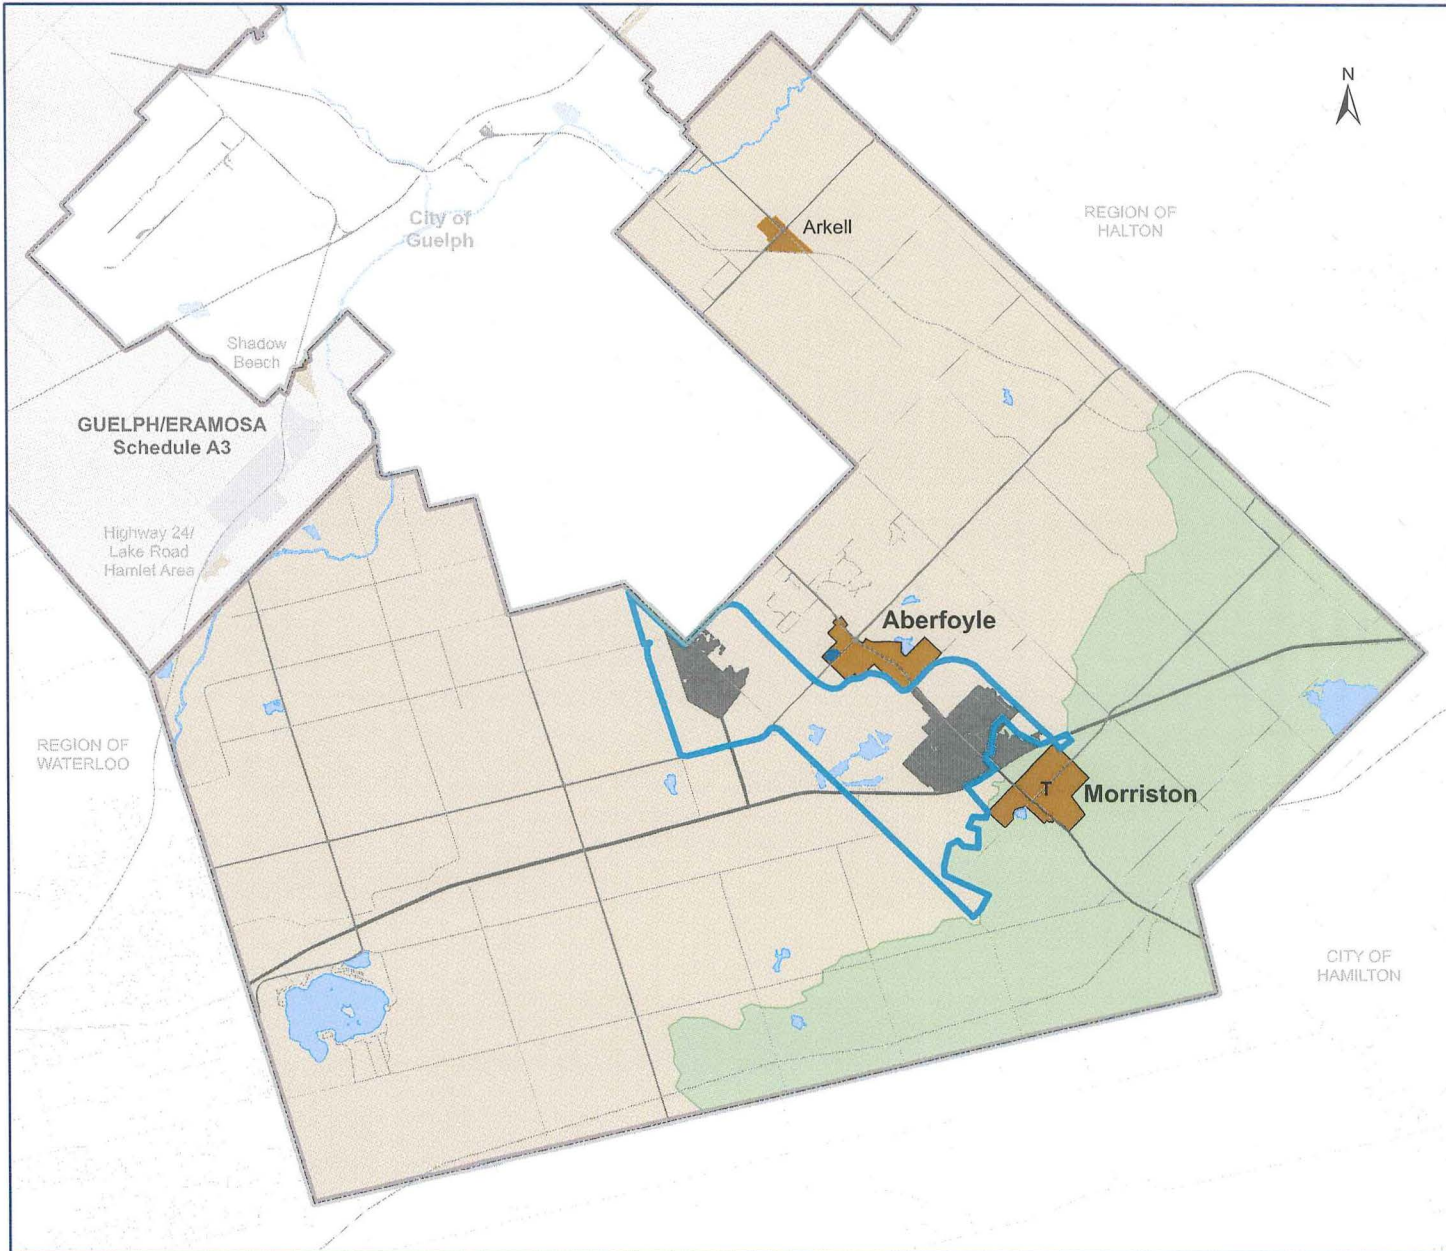 N
REGION OF
HALTON
Arkell
City of
Guelph
Shadow
Beech
GUELPH/ERAMOSA
Schedule A3
Highway 24/
Lake Road
Hamlet Area
Aberfoyle
REGION OF
WATERLOO
T
Morriston
CITY OF
HAMILTON